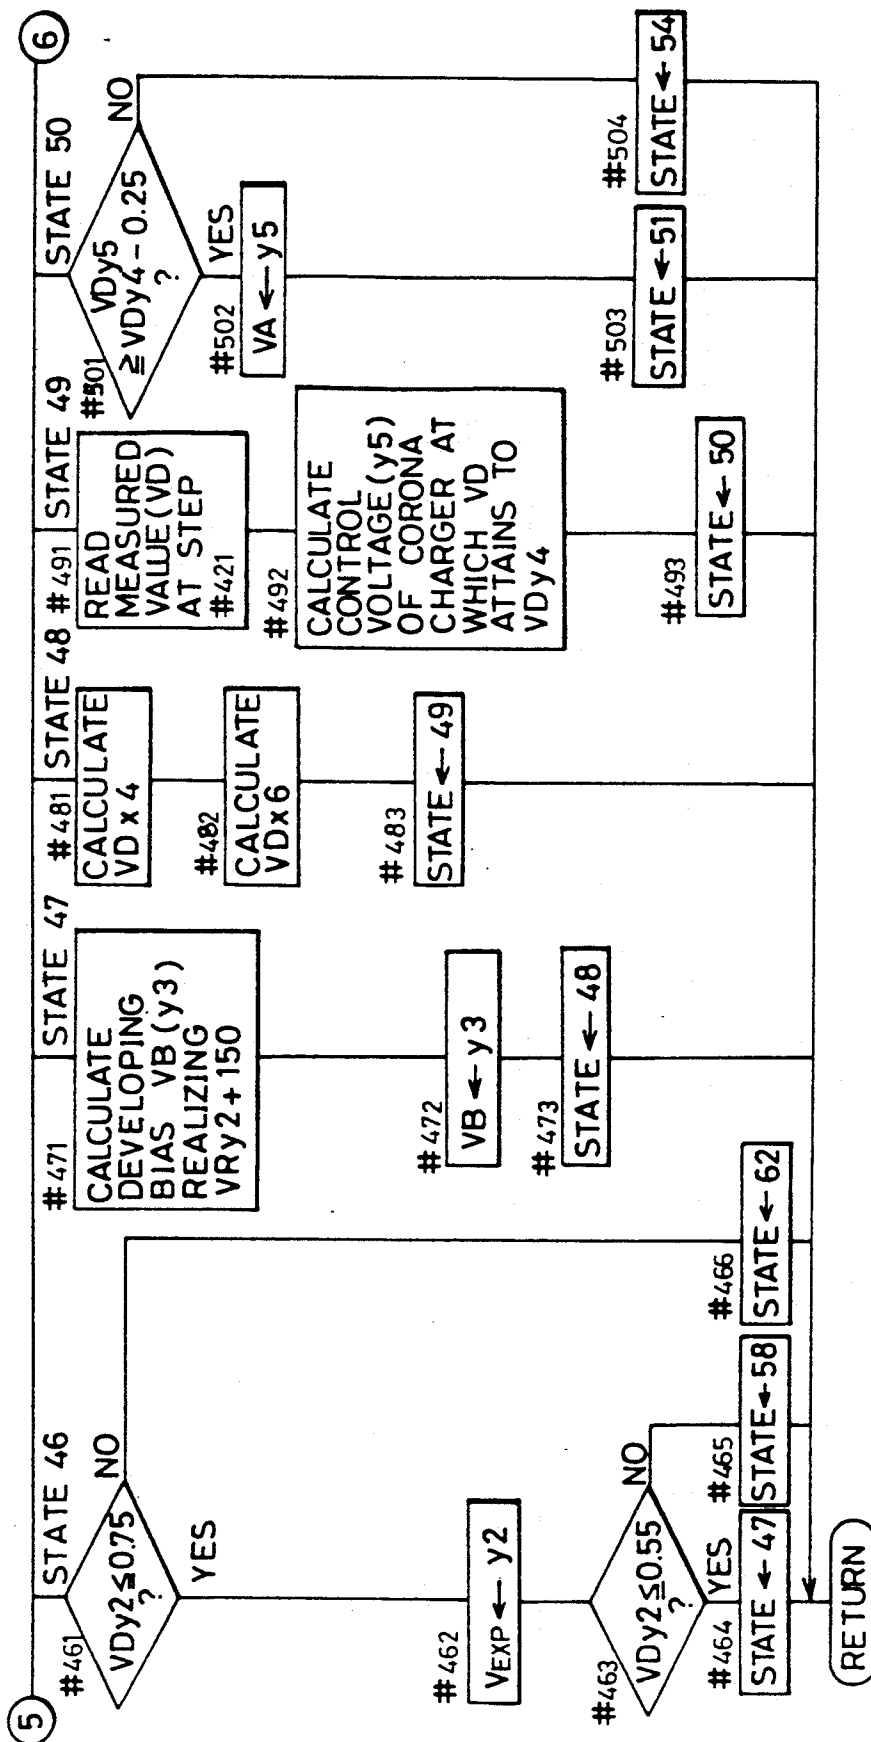 5
STATE 46
#461
VDy2≦0.75
?
NO
YES
#462
VEXP ← y2
#463
VDy2≦0.55
?
NO
YES
#464
STATE ← 47
#465
STATE ← 58
#466
STATE ← 62
RETURN
STATE 47
#471
CALCULATE
DEVELOPING
BIAS VB (y3)
REALIZING
VRy2 + 150
#472
VB ← y3
#473
STATE ← 48
STATE 48
#481
CALCULATE
VD x 4
#482
CALCULATE
VD x 6
#483
STATE ← 49
STATE 49
#491
READ
MEASURED
VALUE (VD)
AT STEP
#421
#492
CALCULATE
CONTROL
VOLTAGE (y5)
OF CORONA
CHARGER AT
WHICH VD
ATTAINS TO
VDy4
#493
STATE ← 50
STATE 50
#501
VDy5
≧ VDy4 - 0.25
?
NO
YES
#502
VA ← y5
#503
STATE ← 51
#504
STATE ← 54
6